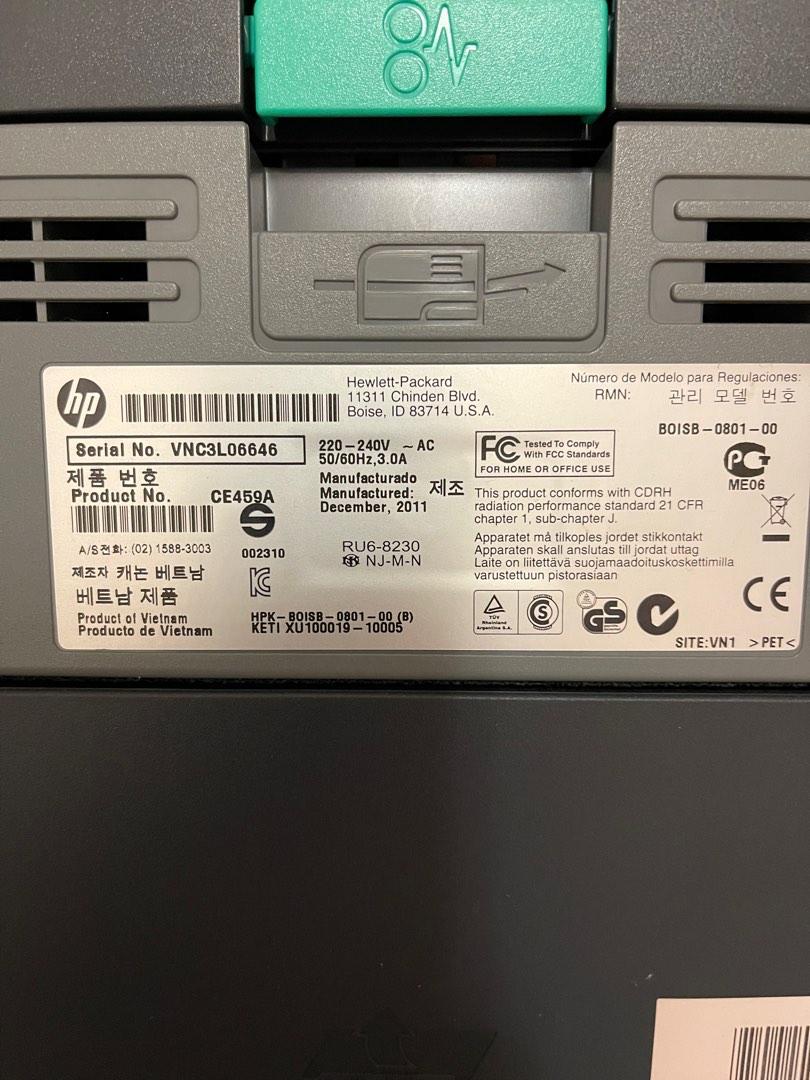 hp
Hewlett-Packard
11311 Chinden Blvd.
Boise, ID 83714 U.S.A.
Número de Modelo para Regulaciones:
RMN: 관리 모델 번호
BOISB-0801-00
Serial No. VNC3L06646
제품 번호
Product No. CE459A
220-240V ~ AC
50/60Hz,3.0A
Manufacturado
Manufactured: 제조
December, 2011
FC Tested To Comply
With FCC Standards
FOR HOME OR OFFICE USE
PG
ME06
This product conforms with CDRH
radiation performance standard 21 CFR
chapter 1, sub-chapter J.
A/S전화: (02) 1588-3003
002310
제조자 캐논 베트남
베트남 제품
Product of Vietnam
Producto de Vietnam
RU6-8230
NJ-M-N
Apparatet må tilkoples jordet stikkontakt
Apparaten skall anslutas till jordat uttag
Laite on liitettävä suojamaadoituskoskettimilla
varustettuun pistorasiaan
HPK-BOISB-0801-00 (B)
KETI XU100019-10005
TÜV
Rheinland
Argentina S.A.
S
GS
CE
SITE:VN1 >PET<